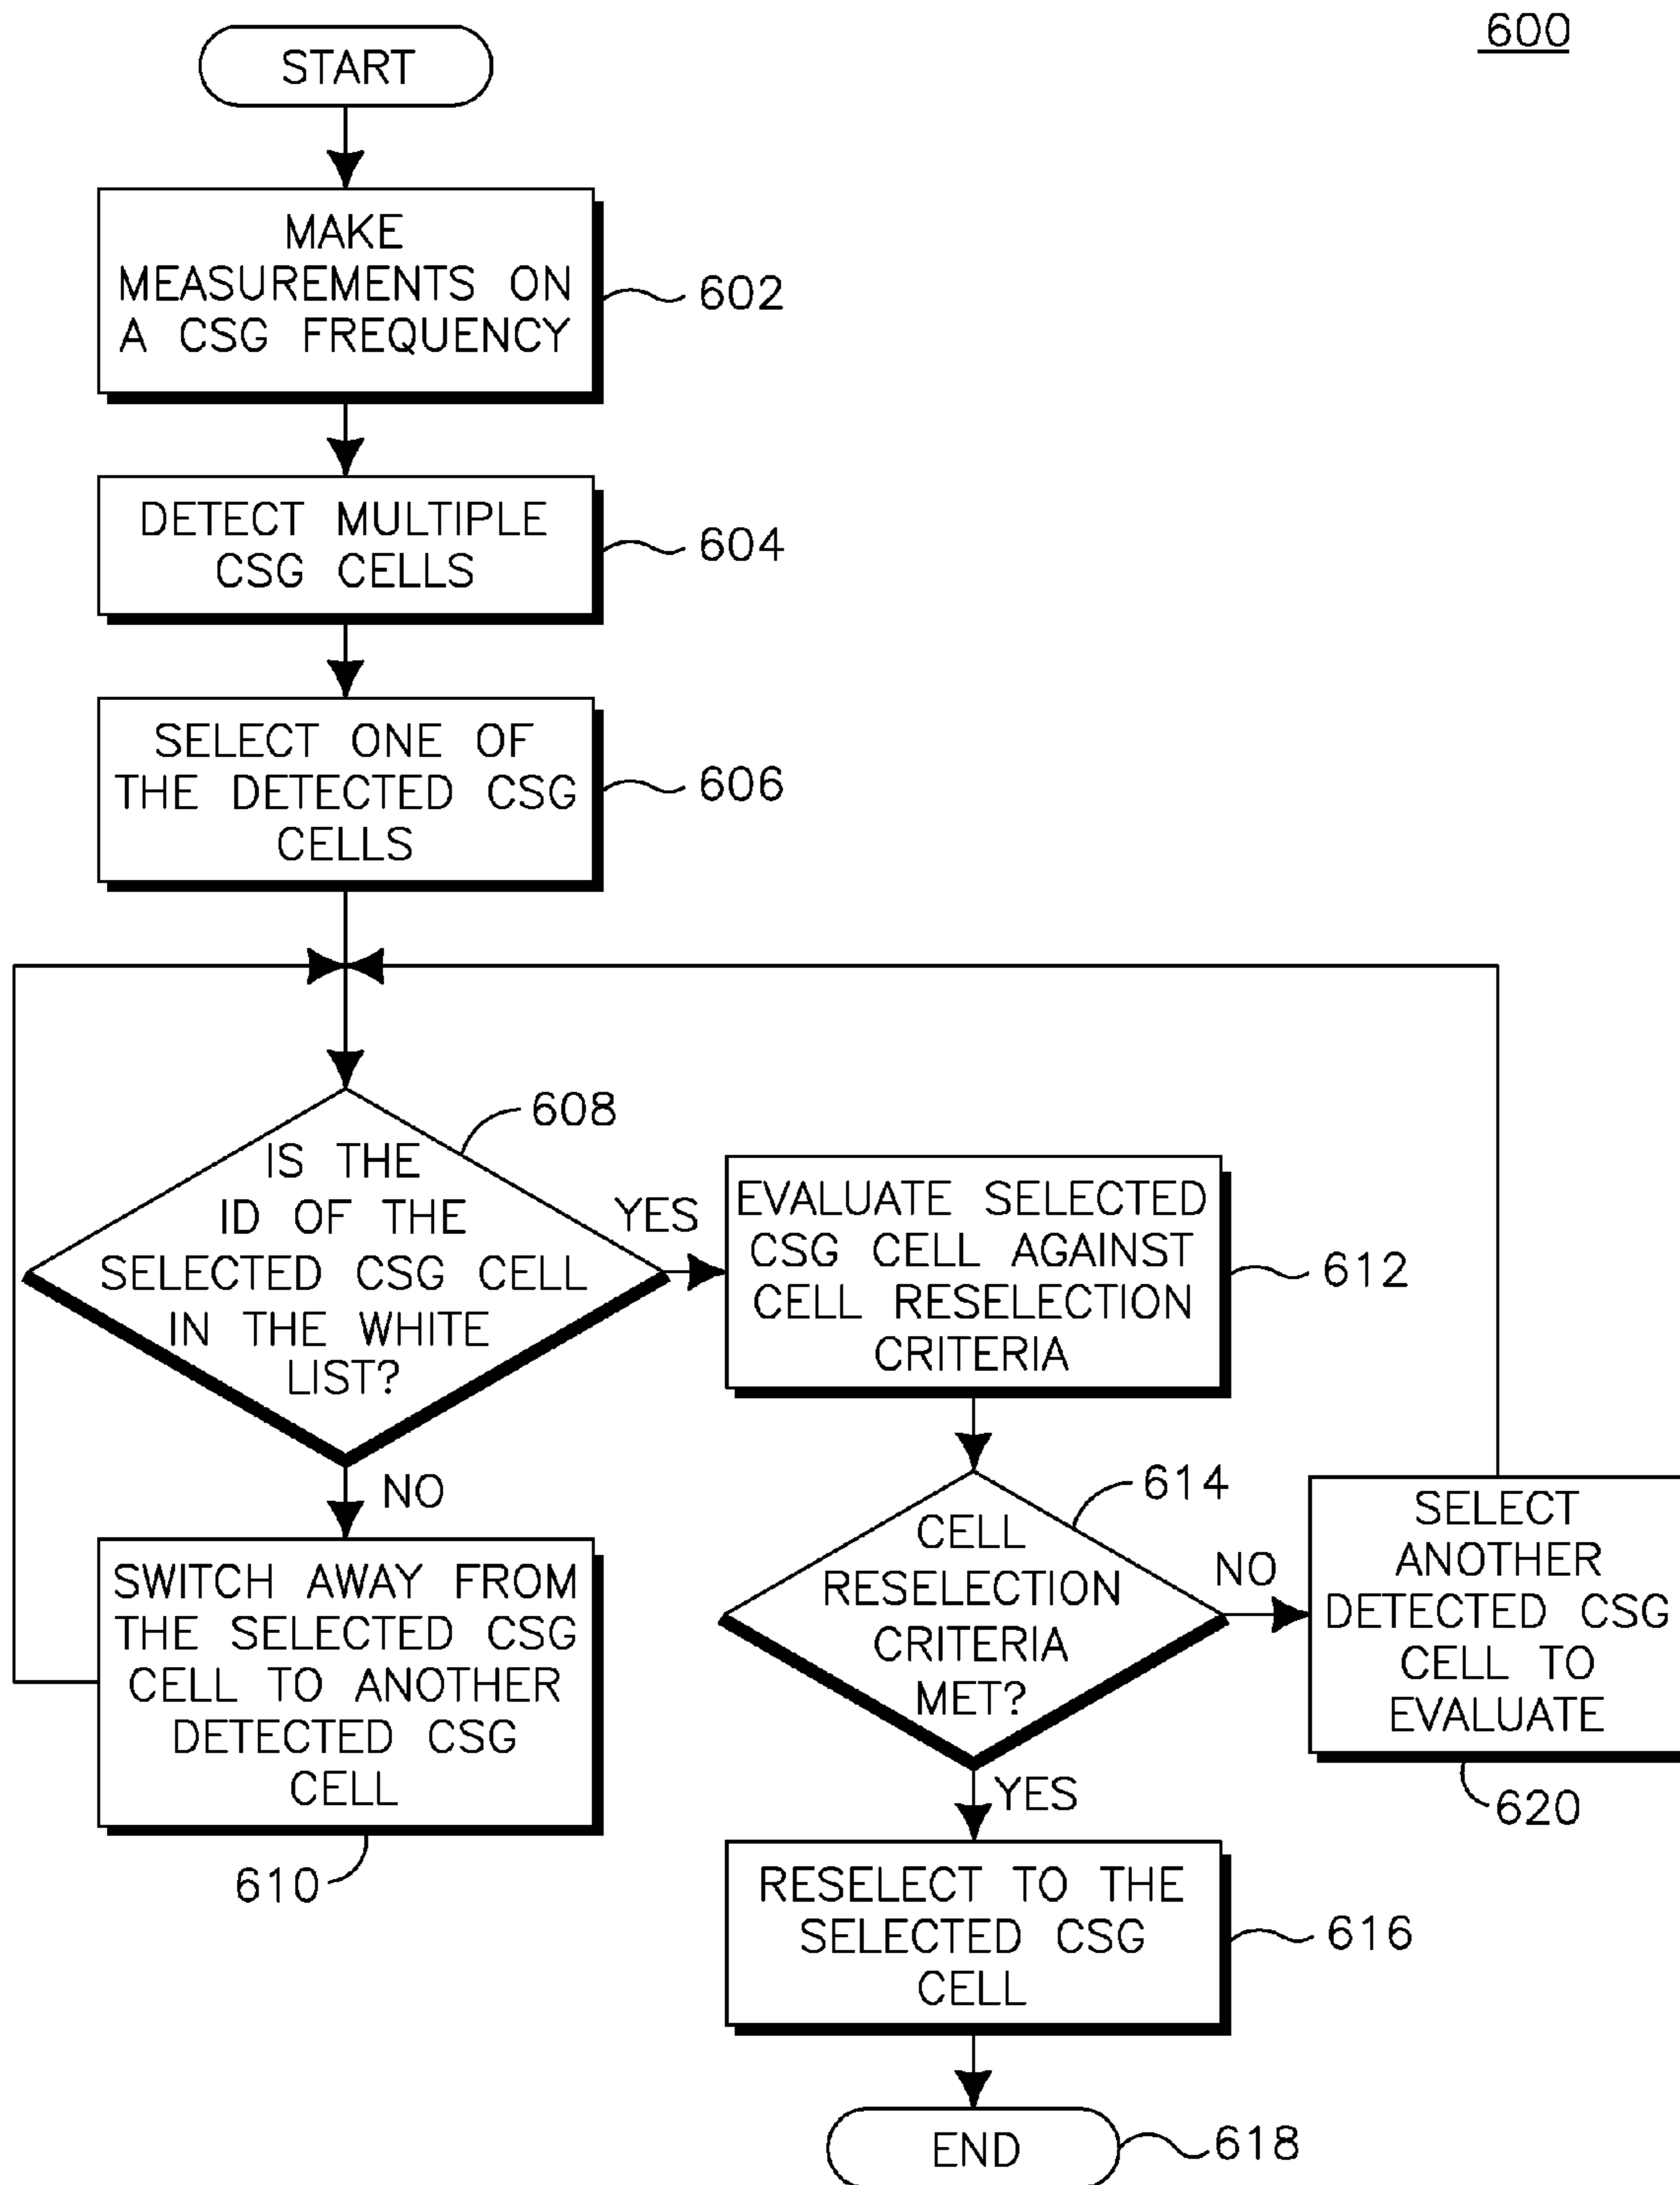 600
START
MAKE
MEASUREMENTS ON
A CSG FREQUENCY
602
DETECT MULTIPLE
CSG CELLS
604
SELECT ONE OF
THE DETECTED CSG
CELLS
606
IS THE
ID OF THE
SELECTED CSG CELL
IN THE WHITE
LIST?
608
YES
NO
SWITCH AWAY FROM
THE SELECTED CSG
CELL TO ANOTHER
DETECTED CSG
CELL
610
EVALUATE SELECTED
CSG CELL AGAINST
CELL RESELECTION
CRITERIA
612
CELL
RESELECTION
CRITERIA
MET?
614
NO
SELECT
ANOTHER
DETECTED CSG
CELL TO
EVALUATE
620
YES
RESELECT TO THE
SELECTED CSG
CELL
616
END
618